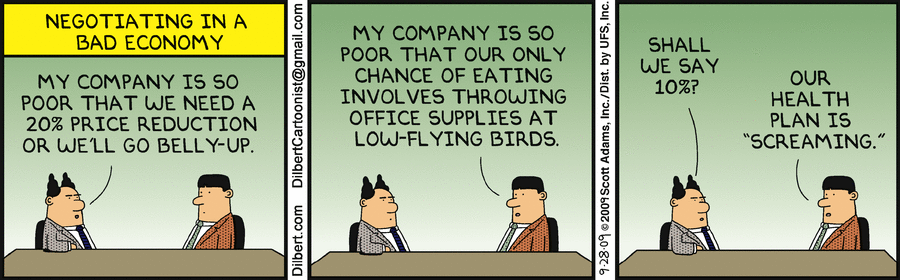 NEGOTIATING IN A
BAD ECONOMY
MY COMPANY IS SO
POOR THAT WE NEED A
20% PRICE REDUCTION
OR WE'LL GO BELLY-UP.
Dilbert.com DilbertCartoonist@gmail.com
MY COMPANY IS SO
POOR THAT OUR ONLY
CHANCE OF EATING
INVOLVES THROWING
OFFICE SUPPLIES AT
LOW-FLYING BIRDS.
9-28-09 ©2009 Scott Adams, Inc./Dist. by UFS, Inc.
SHALL
WE SAY
10%?
OUR
HEALTH
PLAN IS
"SCREAMING."